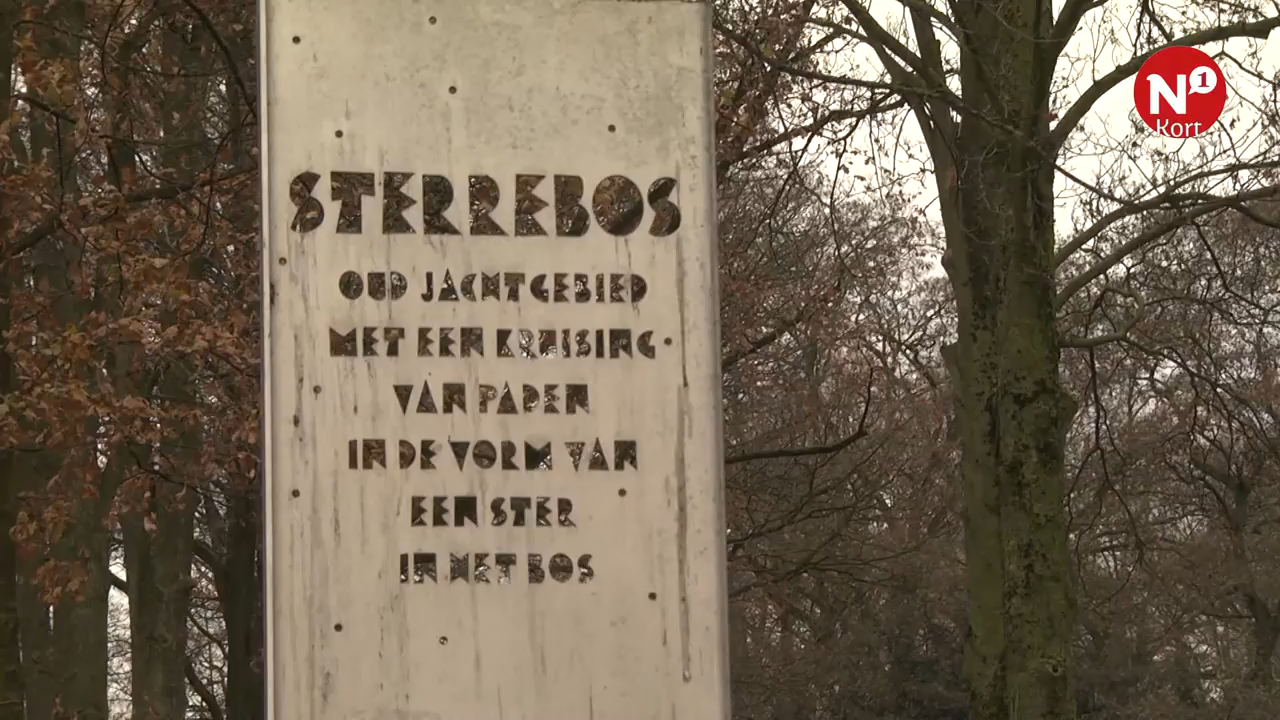 STERREBOS
OUD JACHTGEBIED
MET EEN KRUISING
VAN PADEN
IN DE VORM VAN
EEN STER
IN HET BOS
N1
Kort